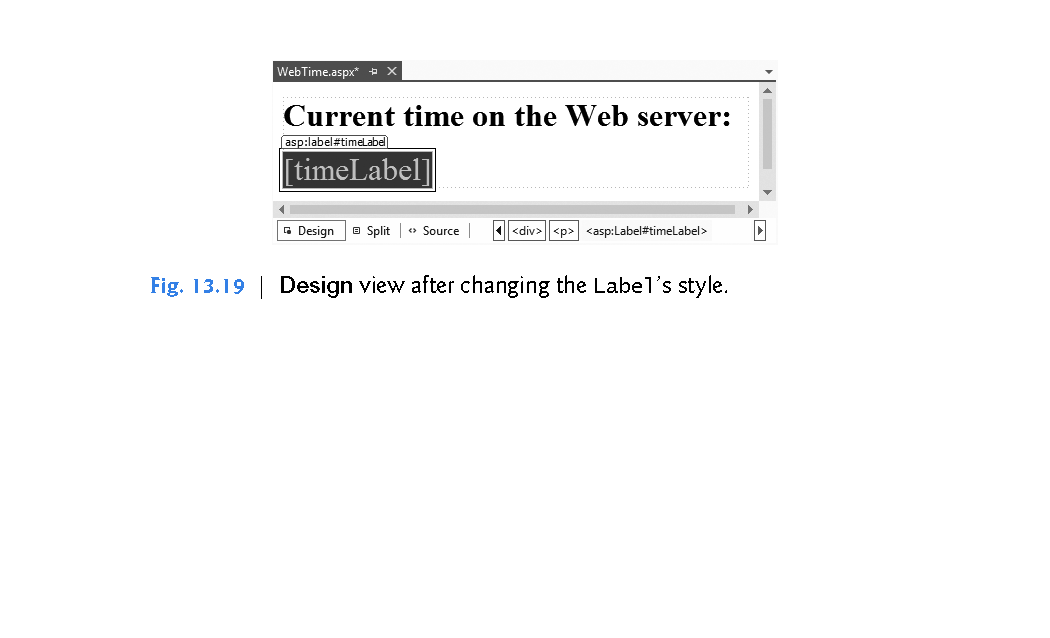 WebTime.aspx*
Current time on the Web server:
asp:label#timeLabel
[timeLabel]
Design Split Source <div> <p> <asp:Label#timeLabel>
Fig. 13.19 | Design view after changing the Label's style.